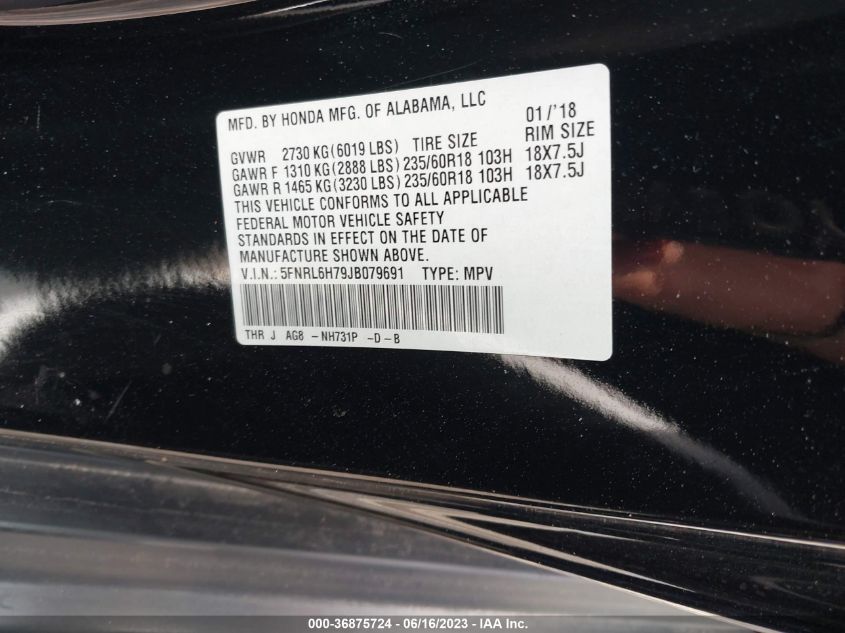 MFD. BY HONDA MFG. OF ALABAMA, LLC 01/'18
GVWR 2730 KG(6019 LBS) TIRE SIZE RIM SIZE
GAWR F 1310 KG(2888 LBS) 235/60R18 103H 18X7.5J
GAWR R 1465 KG(3230 LBS) 235/60R18 103H 18X7.5J
THIS VEHICLE CONFORMS TO ALL APPLICABLE
FEDERAL MOTOR VEHICLE SAFETY
STANDARDS IN EFFECT ON THE DATE OF
MANUFACTURE SHOWN ABOVE.
V.I.N.: 5FNRL6H79JB079691 TYPE: MPV
THR J AG8 -NH731P -D-B
000-36875724 - 06/16/2023 - IAA Inc.